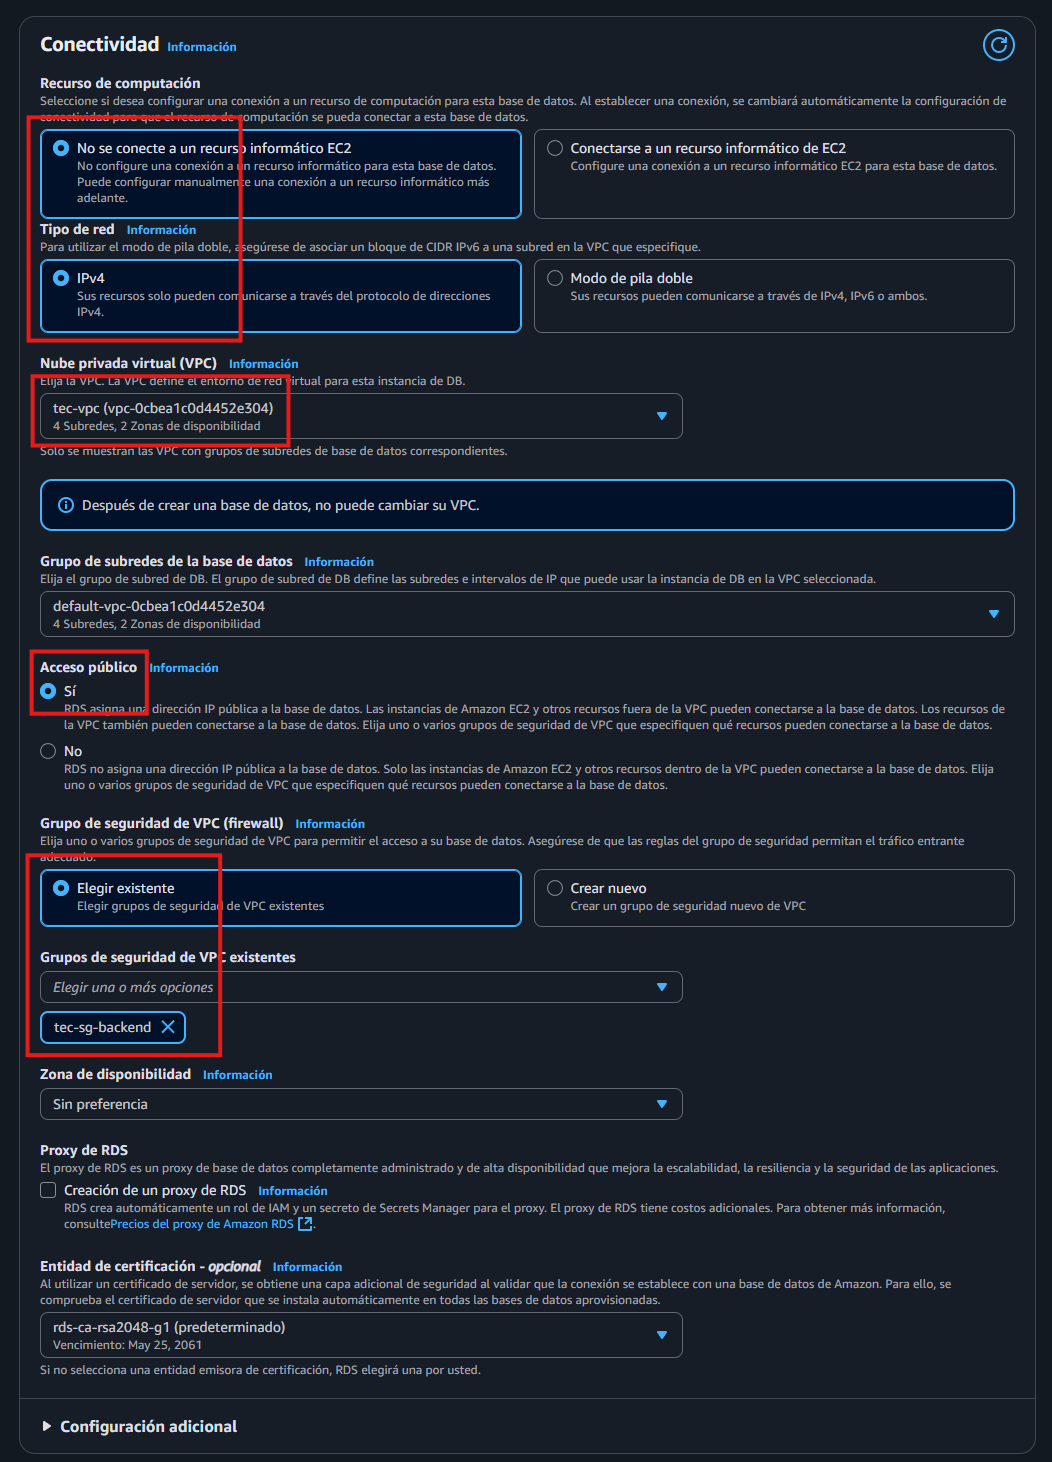 Conectividad Información
Recurso de computación
Seleccione si desea configurar una conexión a un recurso de computación para esta base de datos. Al establecer una conexión, se cambiará automáticamente la configuración de
conectividad para que el recurso de computación se pueda conectar a esta base de datos.
No se conecte a un recurso informático EC2
No configure una conexión a un recurso informático para esta base de datos.
Puede configurar manualmente una conexión a un recurso informático más
adelante.
Conectarse a un recurso informático de EC2
Configure una conexión a un recurso informático EC2 para esta base de datos.
Tipo de red Información
Para utilizar el modo de pila doble, asegúrese de asociar un bloque de CIDR IPv6 a una subred en la VPC que especifique.
IPv4
Sus recursos solo pueden comunicarse a través del protocolo de direcciones
IPv4.
Modo de pila doble
Sus recursos pueden comunicarse a través de IPv4, IPv6 o ambos.
Nube privada virtual (VPC) Información
Elija la VPC. La VPC define el entorno de red virtual para esta instancia de DB.
tec-vpc (vpc-0cbea1c0d4452e304)
4 Subredes, 2 Zonas de disponibilidad
Solo se muestran las VPC con grupos de subredes de base de datos correspondientes.
Después de crear una base de datos, no puede cambiar su VPC.
Grupo de subredes de la base de datos Información
Elija el grupo de subred de DB. El grupo de subred de DB define las subredes e intervalos de IP que puede usar la instancia de DB en la VPC seleccionada.
default-vpc-0cbea1c0d4452e304
4 Subredes, 2 Zonas de disponibilidad
Acceso público Información
Sí
RDS asigna una dirección IP pública a la base de datos. Las instancias de Amazon EC2 y otros recursos fuera de la VPC pueden conectarse a la base de datos. Los recursos de
la VPC también pueden conectarse a la base de datos. Elija uno o varios grupos de seguridad de VPC que especifiquen qué recursos pueden conectarse a la base de datos.
No
RDS no asigna una dirección IP pública a la base de datos. Solo las instancias de Amazon EC2 y otros recursos dentro de la VPC pueden conectarse a la base de datos. Elija
uno o varios grupos de seguridad de VPC que especifiquen qué recursos pueden conectarse a la base de datos.
Grupo de seguridad de VPC (firewall) Información
Elija uno o varios grupos de seguridad de VPC para permitir el acceso a su base de datos. Asegúrese de que las reglas del grupo de seguridad permitan el tráfico entrante
adecuado.
Elegir existente
Elegir grupos de seguridad de VPC existentes
Crear nuevo
Crear un grupo de seguridad nuevo de VPC
Grupos de seguridad de VPC existentes
Elegir una o más opciones
tec-sg-backend
Zona de disponibilidad Información
Sin preferencia
Proxy de RDS
El proxy de RDS es un proxy de base de datos completamente administrado y de alta disponibilidad que mejora la escalabilidad, la resiliencia y la seguridad de las aplicaciones.
Creación de un proxy de RDS Información
RDS crea automáticamente un rol de IAM y un secreto de Secrets Manager para el proxy. El proxy de RDS tiene costos adicionales. Para obtener más información,
consultePrecios del proxy de Amazon RDS .
Entidad de certificación - opcional Información
Al utilizar un certificado de servidor, se obtiene una capa adicional de seguridad al validar que la conexión se establece con una base de datos de Amazon. Para ello, se
comprueba el certificado de servidor que se instala automáticamente en todas las bases de datos aprovisionadas.
rds-ca-rsa2048-g1 (predeterminado)
Vencimiento: May 25, 2061
Si no selecciona una entidad emisora de certificación, RDS elegirá una por usted.
Configuración adicional